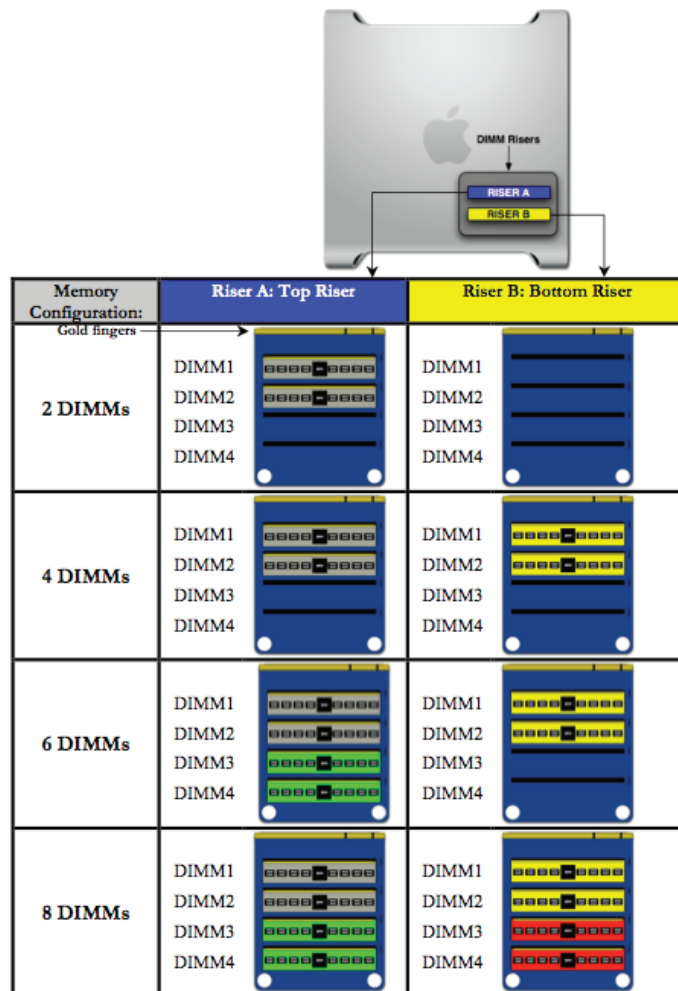 DIMM Risers
RISER A
RISER B
Memory
Configuration:
Riser A: Top Riser
Riser B: Bottom Riser
Gold fingers
2 DIMMs
DIMM1
DIMM2
DIMM3
DIMM4
DIMM1
DIMM2
DIMM3
DIMM4
4 DIMMs
DIMM1
DIMM2
DIMM3
DIMM4
DIMM1
DIMM2
DIMM3
DIMM4
6 DIMMs
DIMM1
DIMM2
DIMM3
DIMM4
DIMM1
DIMM2
DIMM3
DIMM4
8 DIMMs
DIMM1
DIMM2
DIMM3
DIMM4
DIMM1
DIMM2
DIMM3
DIMM4